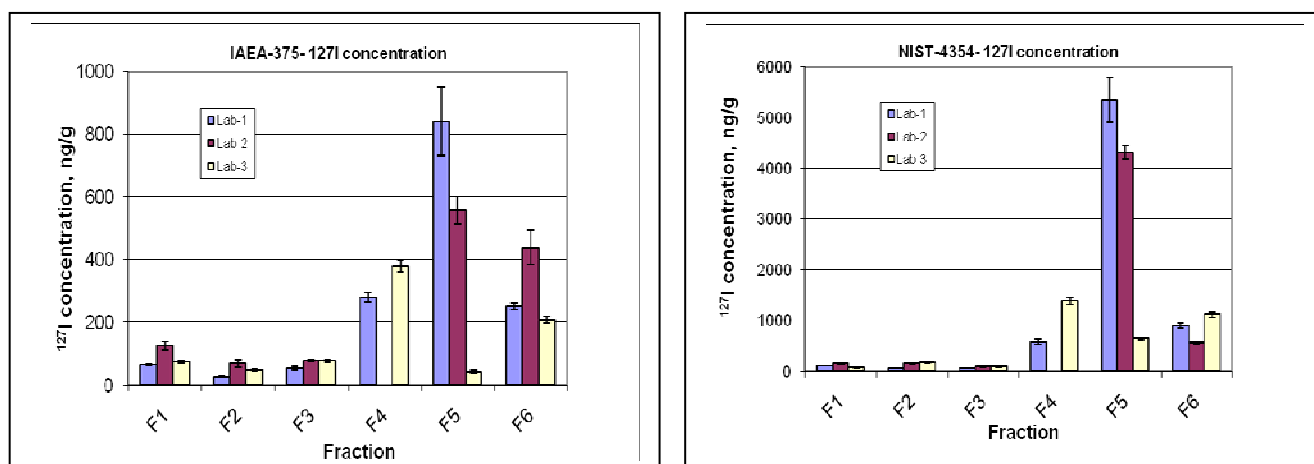 IAEA-375- 127I concentration
127I concentration, ng/g
1000
800
600
400
200
0
Lab-1
Lab 2
Lab-3
F1 F2 F3 F4 F5 F6
Fraction
NIST-4354-127I concentration
127I concentration, ng/g
6000
5000
4000
3000
2000
1000
0
Lab-1
Lab-2
Lab 3
F1 F2 F3 F4 F5 F6
Fraction